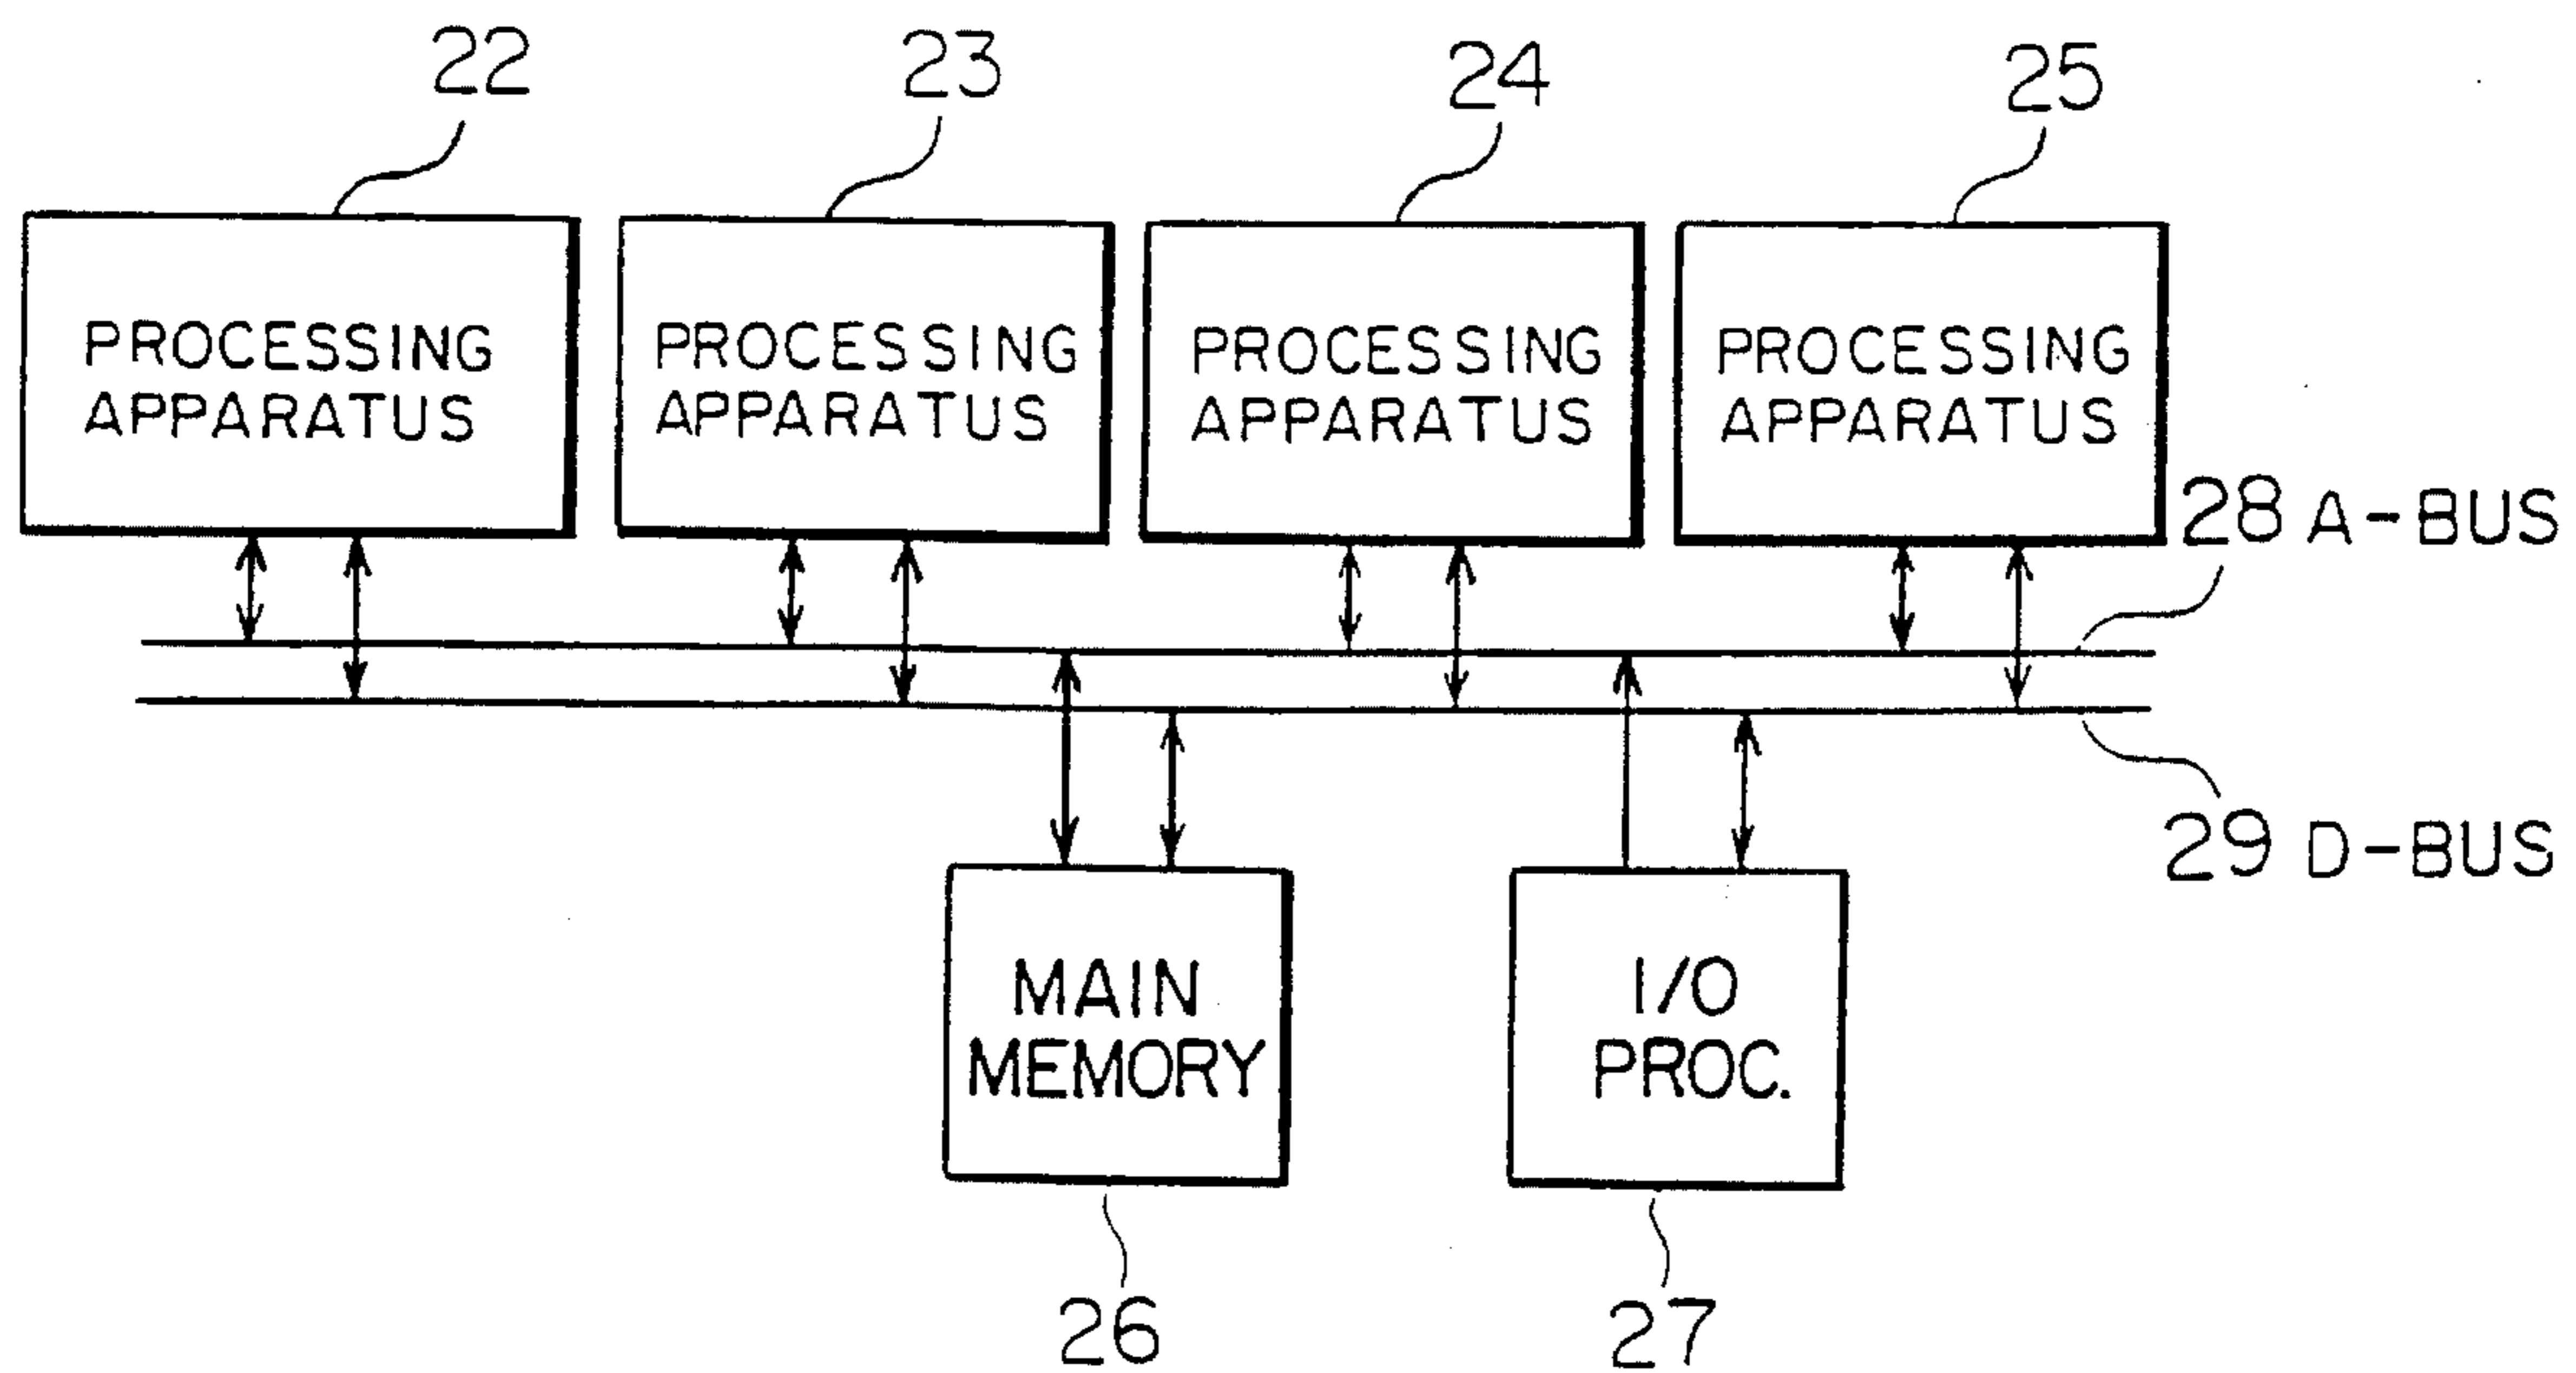 22
23
24
25
PROCESSING
APPARATUS
PROCESSING
APPARATUS
PROCESSING
APPARATUS
PROCESSING
APPARATUS
28 A-BUS
29 D-BUS
MAIN
MEMORY
I/O
PROC.
26
27